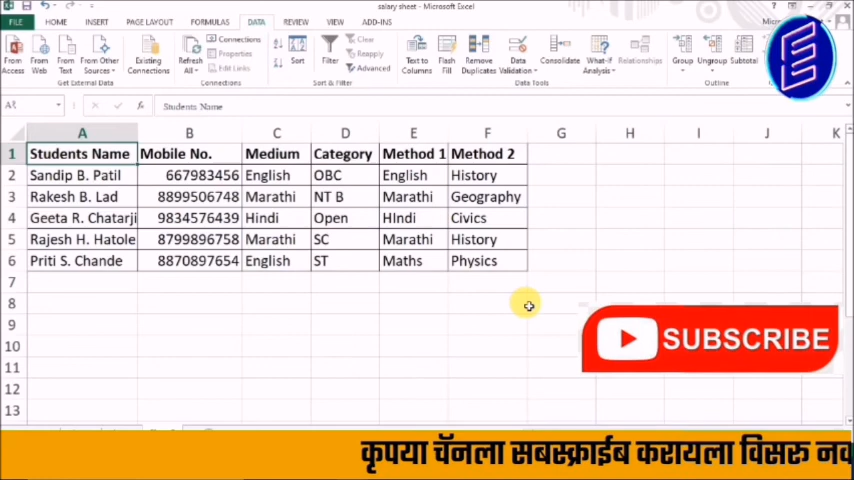 salary sheet - Microsoft Excel
FILE HOME INSERT PAGE LAYOUT FORMULAS DATA REVIEW VIEW ADD-INS
From Access From Web From Text From Other Sources Existing Connections Refresh All Connections Properties Edit Links Sort Filter Clear Reapply Advanced Text to Columns Flash Fill Remove Duplicates Data Validation Consolidate What-If Analysis Relationships Group Ungroup Subtotal
Get External Data Connections Sort & Filter Data Tools Outline
Students Name
A B C D E F G H I J K
1 Students Name Mobile No. Medium Category Method 1 Method 2
2 Sandip B. Patil 667983456 English OBC English History
3 Rakesh B. Lad 8899506748 Marathi NT B Marathi Geography
4 Geeta R. Chatarji 9834576439 Hindi Open HIndi Civics
5 Rajesh H. Hatole 8799896758 Marathi SC Marathi History
6 Priti S. Chande 8870897654 English ST Maths Physics
7
8
9
10
11
12
13
SUBSCRIBE
कृपया चॅनला सबस्क्राईब करायला विसरू नव